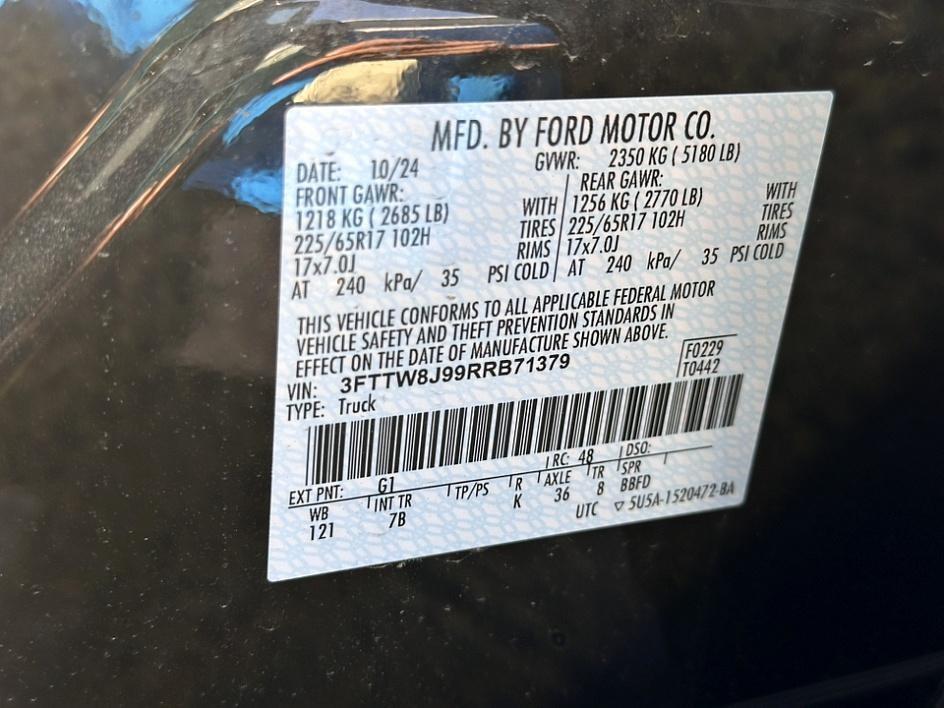 MFD. BY FORD MOTOR CO.
DATE: 10/24 GVWR: 2350 KG ( 5180 LB)
FRONT GAWR: REAR GAWR:
1218 KG ( 2685 LB) WITH 1256 KG ( 2770 LB) WITH
225/65R17 102H TIRES 225/65R17 102H TIRES
17x7.0J RIMS 17x7.0J RIMS
AT 240 kPa/ 35 PSI COLD AT 240 kPa/ 35 PSI COLD
THIS VEHICLE CONFORMS TO ALL APPLICABLE FEDERAL MOTOR
VEHICLE SAFETY AND THEFT PREVENTION STANDARDS IN
EFFECT ON THE DATE OF MANUFACTURE SHOWN ABOVE.
VIN: 3FTTW8J99RRB71379 F0229
TYPE: Truck T0442
EXT PNT: G1 RC: 48 DSO:
WB INT TR TP/PS R AXLE TR SPR
121 7B K 36 8 BBFD
UTC ▽ 5U5A-1520472-BA